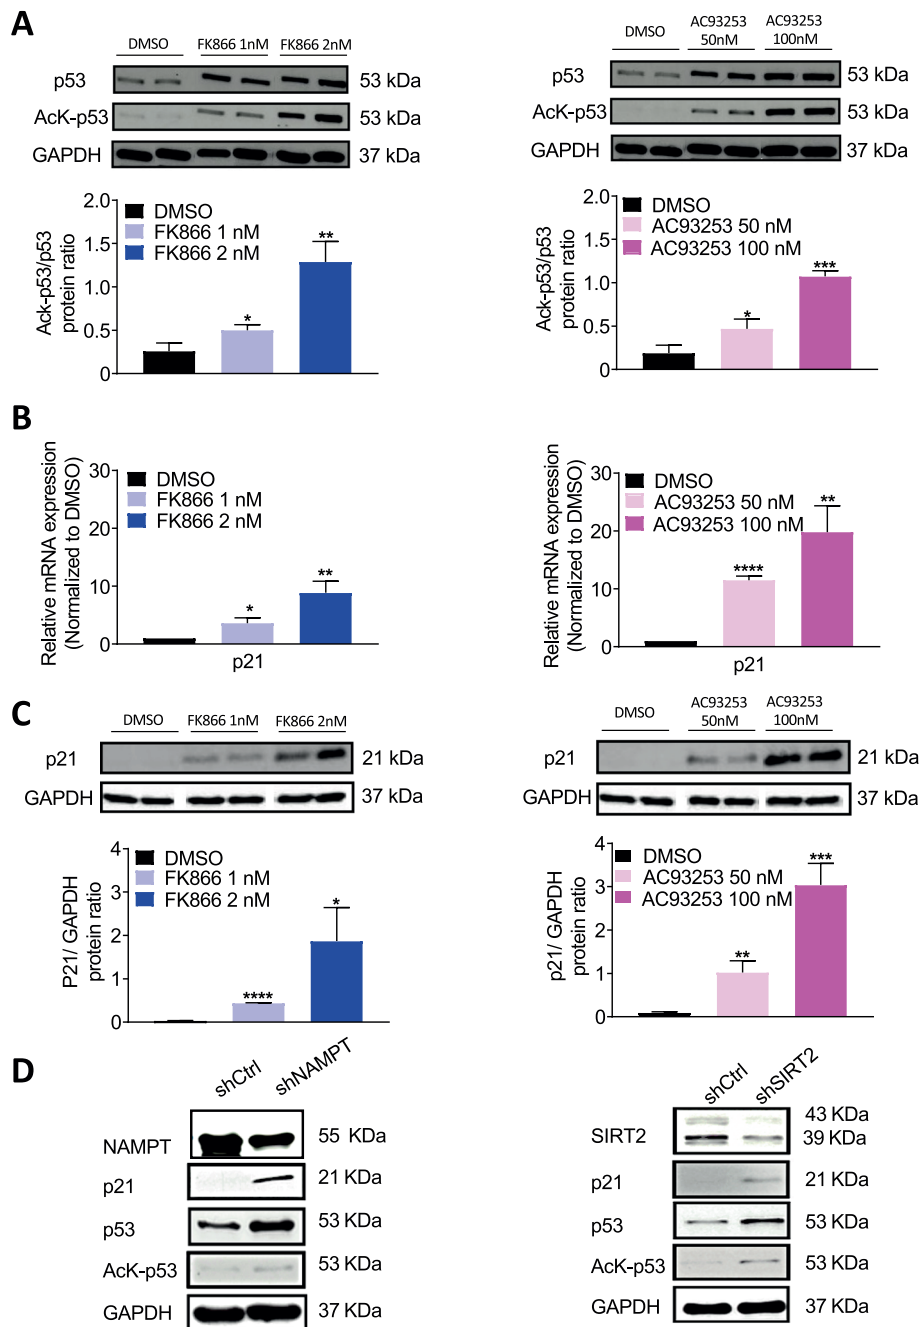 A
DMSO FK866 1nM FK866 2nM
p53 53 kDa
AcK-p53 53 kDa
GAPDH 37 kDa
Ack-p53/p53
protein ratio
2.0
1.5
1.0
0.5
0
DMSO
FK866 1 nM
FK866 2 nM
*
**
DMSO AC93253 50nM AC93253 100nM
p53 53 kDa
AcK-p53 53 kDa
GAPDH 37 kDa
Ack-p53/p53
protein ratio
2.0
1.5
1.0
0.5
0
DMSO
AC93253 50 nM
AC93253 100 nM
*
***
B
Relative mRNA expression
(Normalized to DMSO)
30
20
10
0
DMSO
FK866 1 nM
FK866 2 nM
*
**
p21
Relative mRNA expression
(Normalized to DMSO)
30
20
10
0
DMSO
AC93253 50 nM
AC93253 100 nM
****
**
p21
C
DMSO FK866 1nM FK866 2nM
p21 21 kDa
GAPDH 37 kDa
P21/ GAPDH
protein ratio
4
3
2
1
0
DMSO
FK866 1 nM
FK866 2 nM
****
*
DMSO AC93253 50nM AC93253 100nM
p21 21 kDa
GAPDH 37 kDa
p21/ GAPDH
protein ratio
4
3
2
1
0
DMSO
AC93253 50 nM
AC93253 100 nM
**
***
D
shCtrl shNAMPT
NAMPT 55 KDa
p21 21 KDa
p53 53 KDa
AcK-p53 53 KDa
GAPDH 37 KDa
shCtrl shSIRT2
43 KDa
SIRT2 39 KDa
p21 21 KDa
p53 53 KDa
AcK-p53 53 KDa
GAPDH 37 KDa